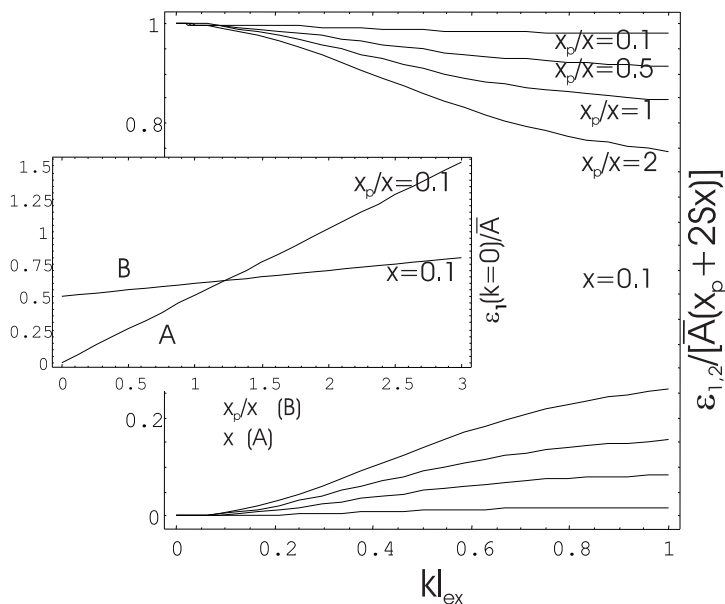 1
0.8
x_p/x=0.1
x_p/x=0.5
x_p/x=1
x_p/x=2
1.5
1.25
1
0.75
0.5
0.25
0
x_p/x=0.1
B
x=0.1
A
ε_1(k=0)/A̅
x=0.1
ε_{1,2}/[A̅(x_p + 2Sx)]
0 0.5 1 1.5 2 2.5 3
x_p/x (B)
x (A)
0.2
0
0 0.2 0.4 0.6 0.8 1
kl_ex